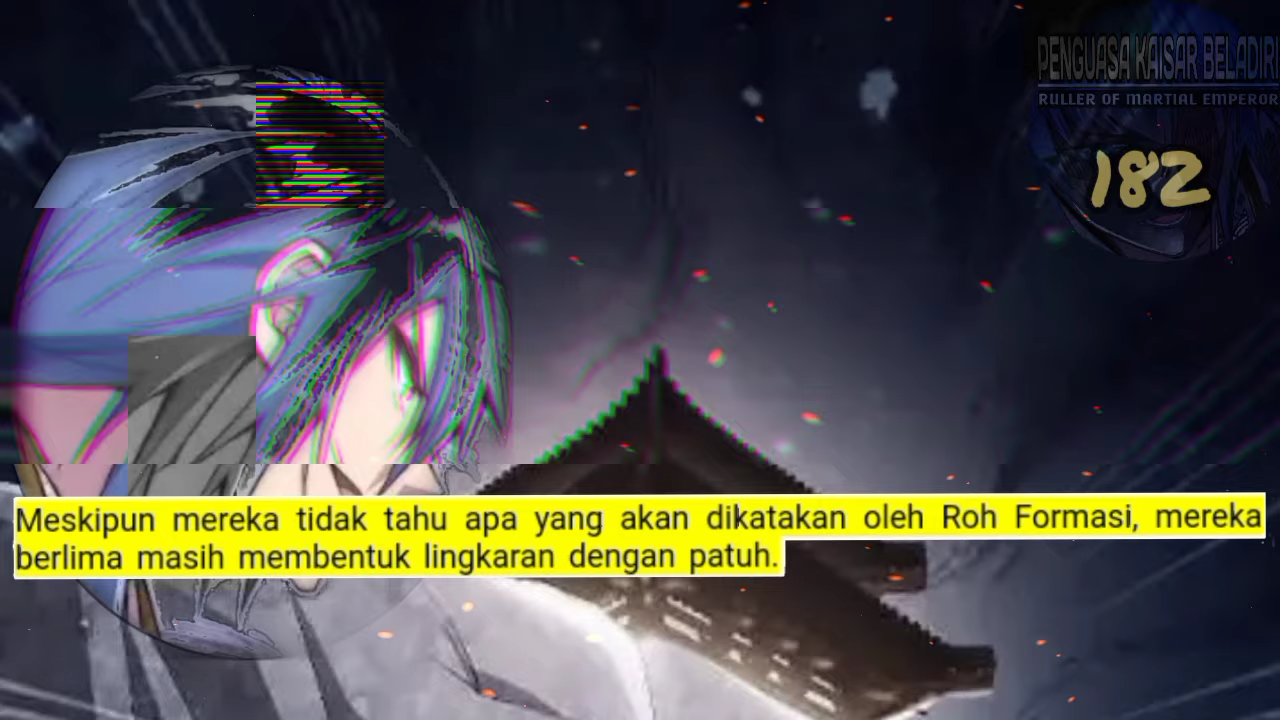 PENGUASA KAISAR BELADIRI
RULLER OF MARTIAL EMPEROR
182
Meskipun mereka tidak tahu apa yang akan dikatakan oleh Roh Formasi, mereka
berlima masih membentuk lingkaran dengan patuh.